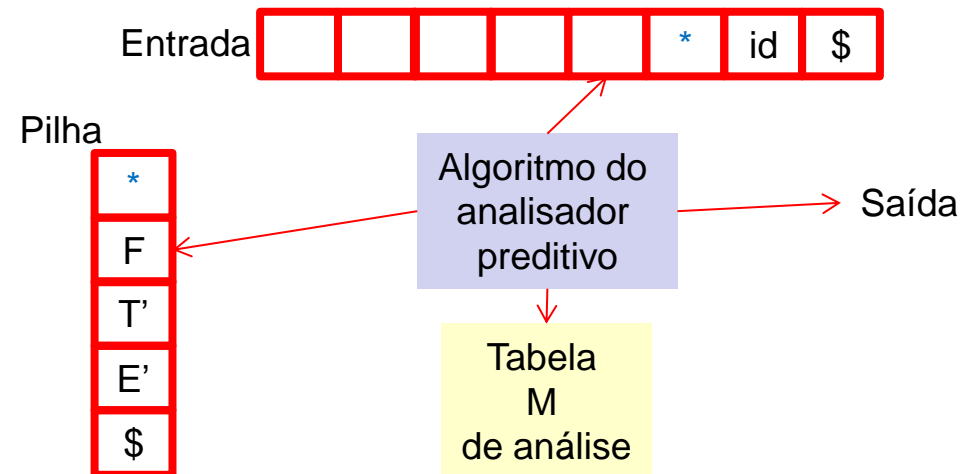 Entrada * id $
Pilha
*
F
T’
E’
$
Algoritmo do
analisador
preditivo
Saída
Tabela
M
de análise